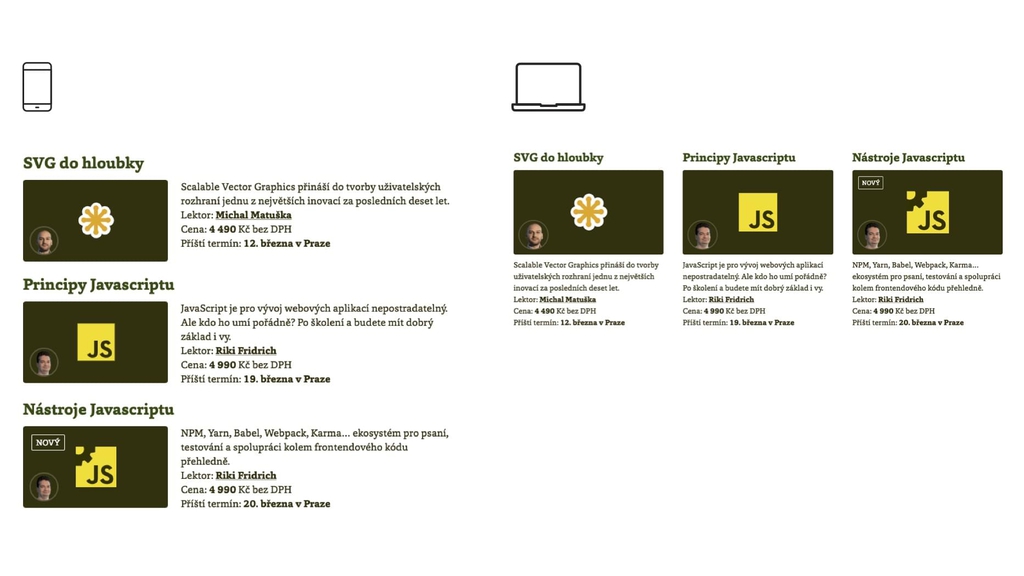 SVG do hloubky
Scalable Vector Graphics přináší do tvorby uživatelských
rozhraní jednu z největších inovací za posledních deset let.
Lektor: Michal Matuška
Cena: 4 490 Kč bez DPH
Příští termín: 12. března v Praze
Principy Javascriptu
JS
JavaScript je pro vývoj webových aplikací nepostradatelný.
Ale kdo ho umí pořádně? Po školení a budete mít dobrý
základ i vy.
Lektor: Riki Fridrich
Cena: 4 990 Kč bez DPH
Příští termín: 19. března v Praze
Nástroje Javascriptu
NOVÝ
JS
NPM, Yarn, Babel, Webpack, Karma… ekosystém pro psaní,
testování a spolupráci kolem frontendového kódu
přehledně.
Lektor: Riki Fridrich
Cena: 4 990 Kč bez DPH
Příští termín: 20. března v Praze
SVG do hloubky
Scalable Vector Graphics přináší do tvorby
uživatelských rozhraní jednu z největších
inovací za posledních deset let.
Lektor: Michal Matuška
Cena: 4 490 Kč bez DPH
Příští termín: 12. března v Praze
Principy Javascriptu
JS
JavaScript je pro vývoj webových aplikací
nepostradatelný. Ale kdo ho umí pořádně?
Po školení a budete mít dobrý základ i vy.
Lektor: Riki Fridrich
Cena: 4 990 Kč bez DPH
Příští termín: 19. března v Praze
Nástroje Javascriptu
NOVÝ
JS
NPM, Yarn, Babel, Webpack, Karma…
ekosystém pro psaní, testování a spolupráci
kolem frontendového kódu přehledně.
Lektor: Riki Fridrich
Cena: 4 990 Kč bez DPH
Příští termín: 20. března v Praze